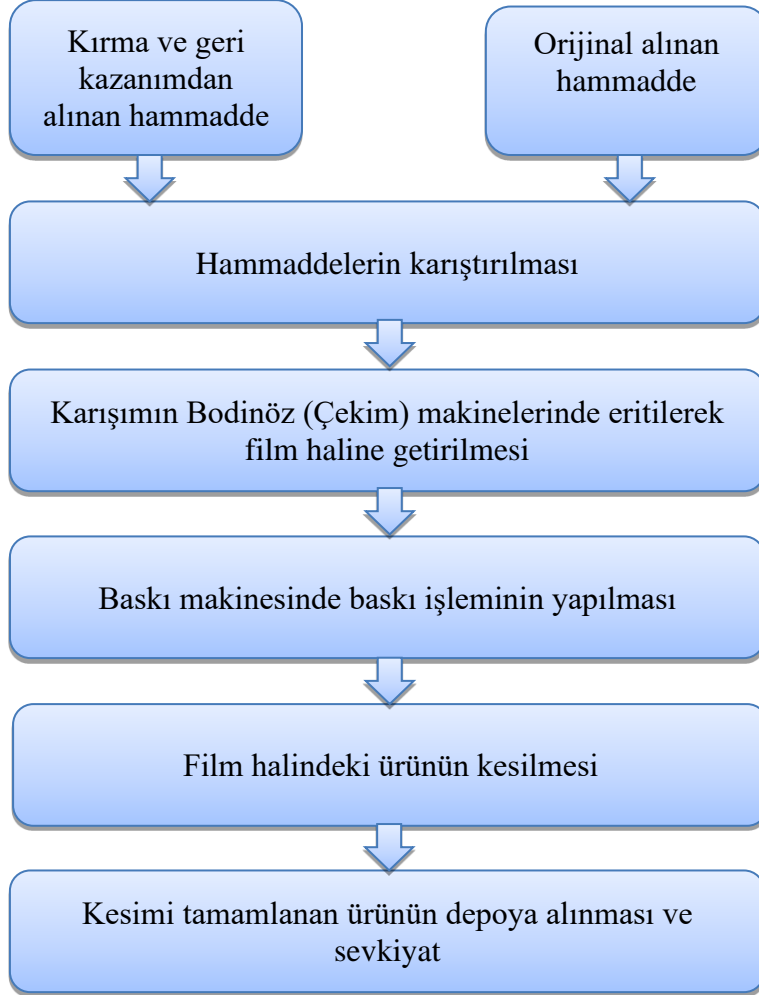 Kırma ve geri
kazanımdan
alınan hammadde
Orijinal alınan
hammadde
Hammaddelerin karıştırılması
Karışımın Bodinöz (Çekim) makinelerinde eritilerek
film haline getirilmesi
Baskı makinesinde baskı işleminin yapılması
Film halindeki ürünün kesilmesi
Kesimi tamamlanan ürünün depoya alınması ve
sevkiyat